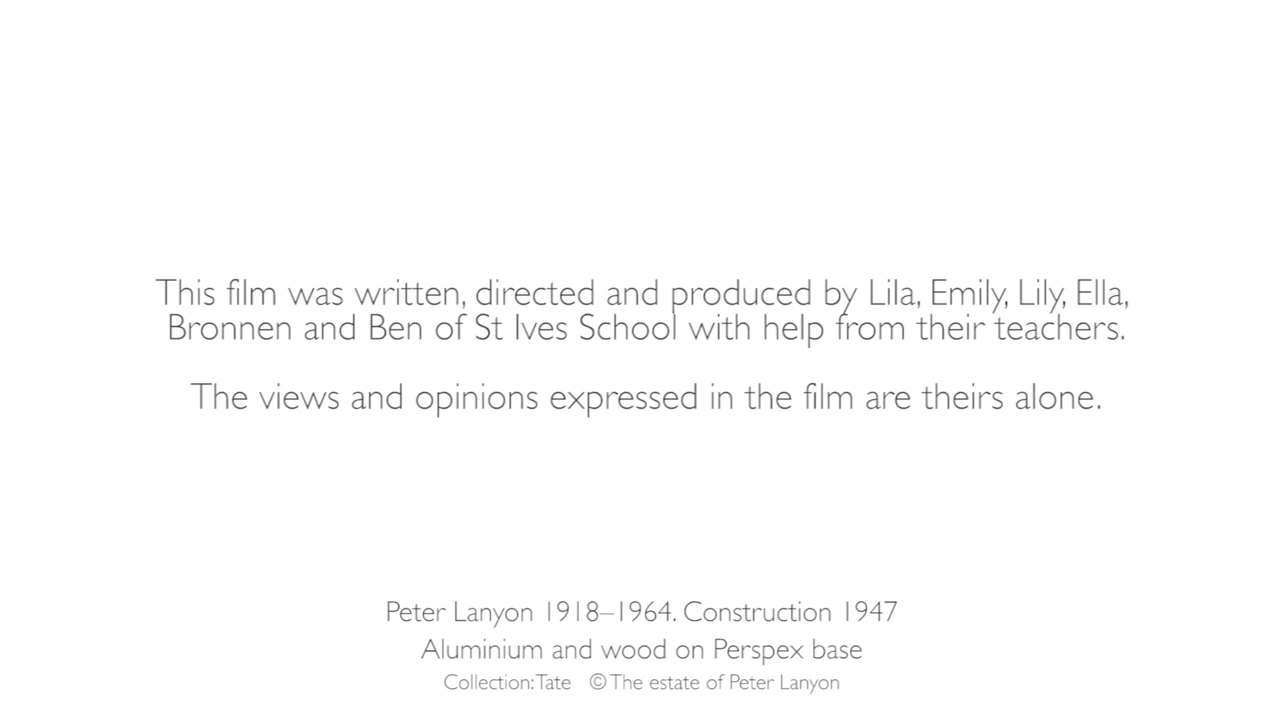 This film was written, directed and produced by Lila, Emily, Lily, Ella,
Bronnen and Ben of St Ives School with help from their teachers.
The views and opinions expressed in the film are theirs alone.
Peter Lanyon 1918–1964. Construction 1947
Aluminium and wood on Perspex base
Collection: Tate © The estate of Peter Lanyon